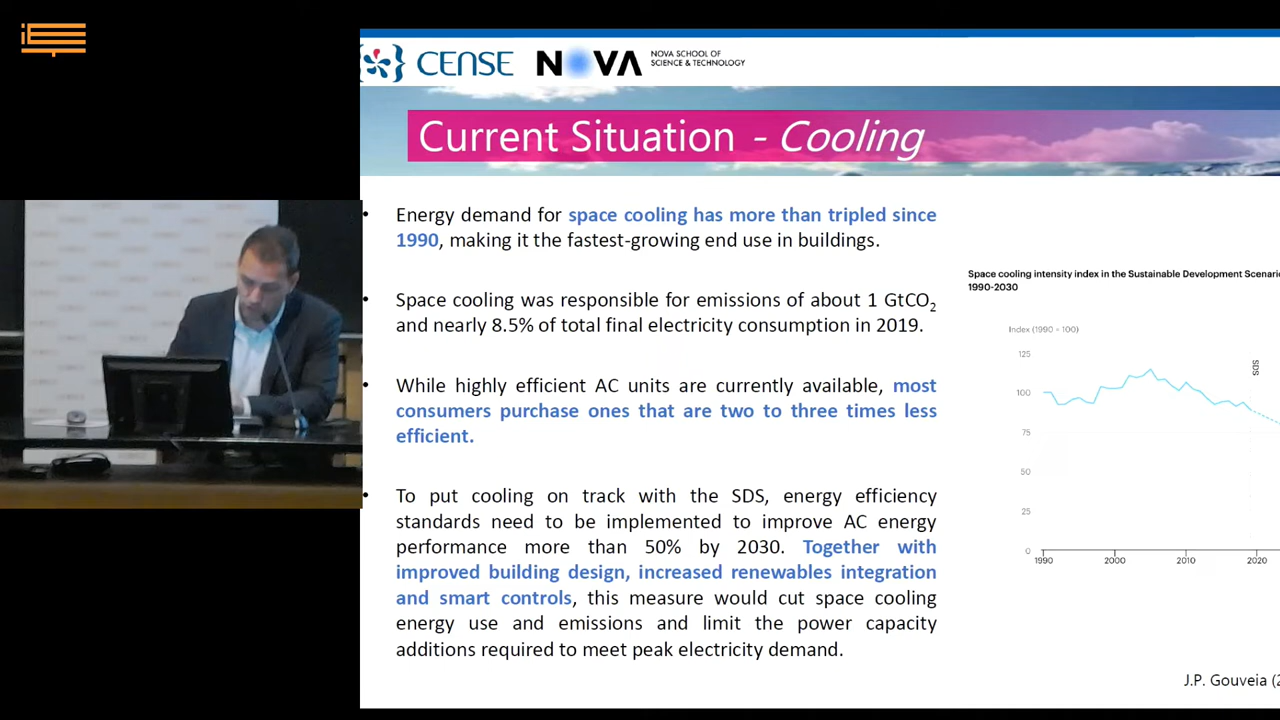 CENSE
NOVA
NOVA SCHOOL OF
SCIENCE & TECHNOLOGY
Current Situation - Cooling
• Energy demand for space cooling has more than tripled since
1990, making it the fastest-growing end use in buildings.
• Space cooling was responsible for emissions of about 1 GtCO2
and nearly 8.5% of total final electricity consumption in 2019.
• While highly efficient AC units are currently available, most
consumers purchase ones that are two to three times less
efficient.
• To put cooling on track with the SDS, energy efficiency
standards need to be implemented to improve AC energy
performance more than 50% by 2030. Together with
improved building design, increased renewables integration
and smart controls, this measure would cut space cooling
energy use and emissions and limit the power capacity
additions required to meet peak electricity demand.
Space cooling intensity index in the Sustainable Development Scenario
1990-2030
Index (1990 = 100)
125
100
75
50
25
0
1990
2000
2010
2020
SDS
J.P. Gouveia (2